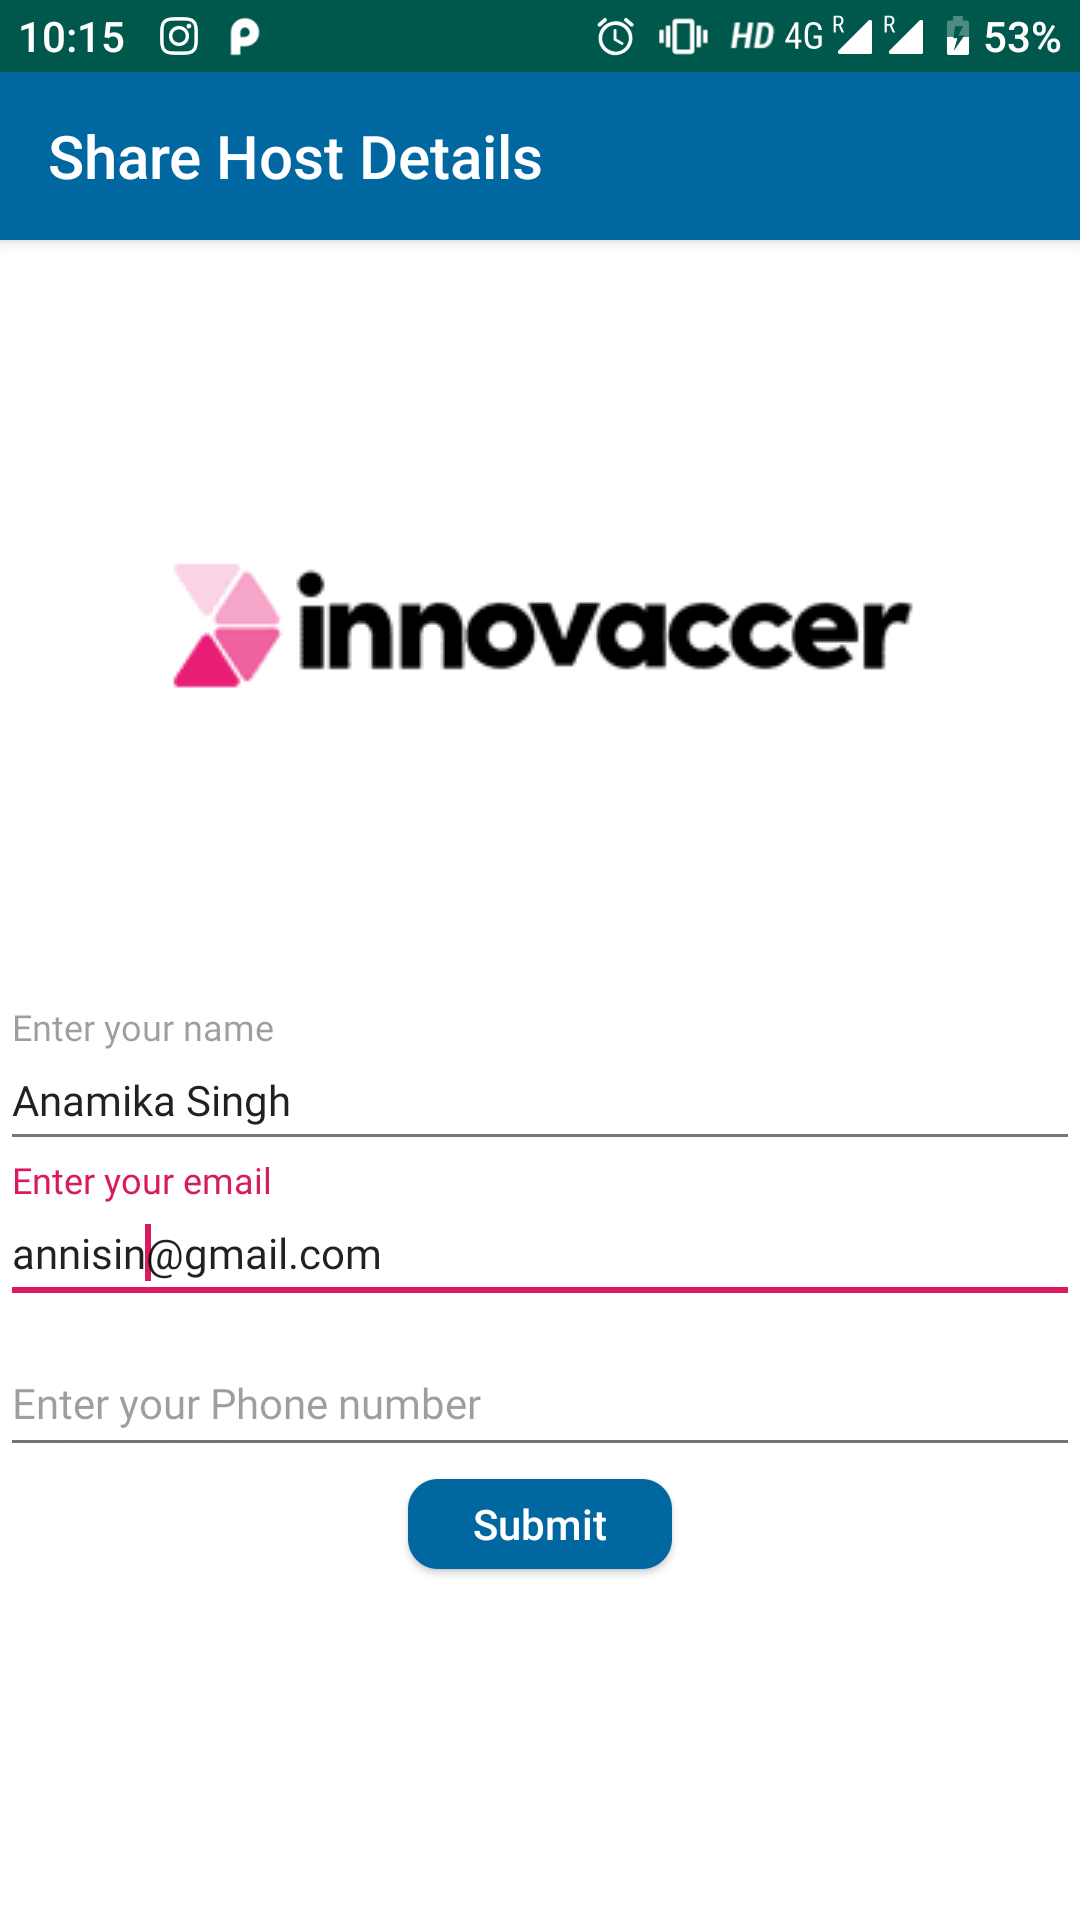 10:15 HD 4G R R 53%
Share Host Details
innovaccer
Enter your name
Anamika Singh
Enter your email
annisin@gmail.com
Enter your Phone number
Submit